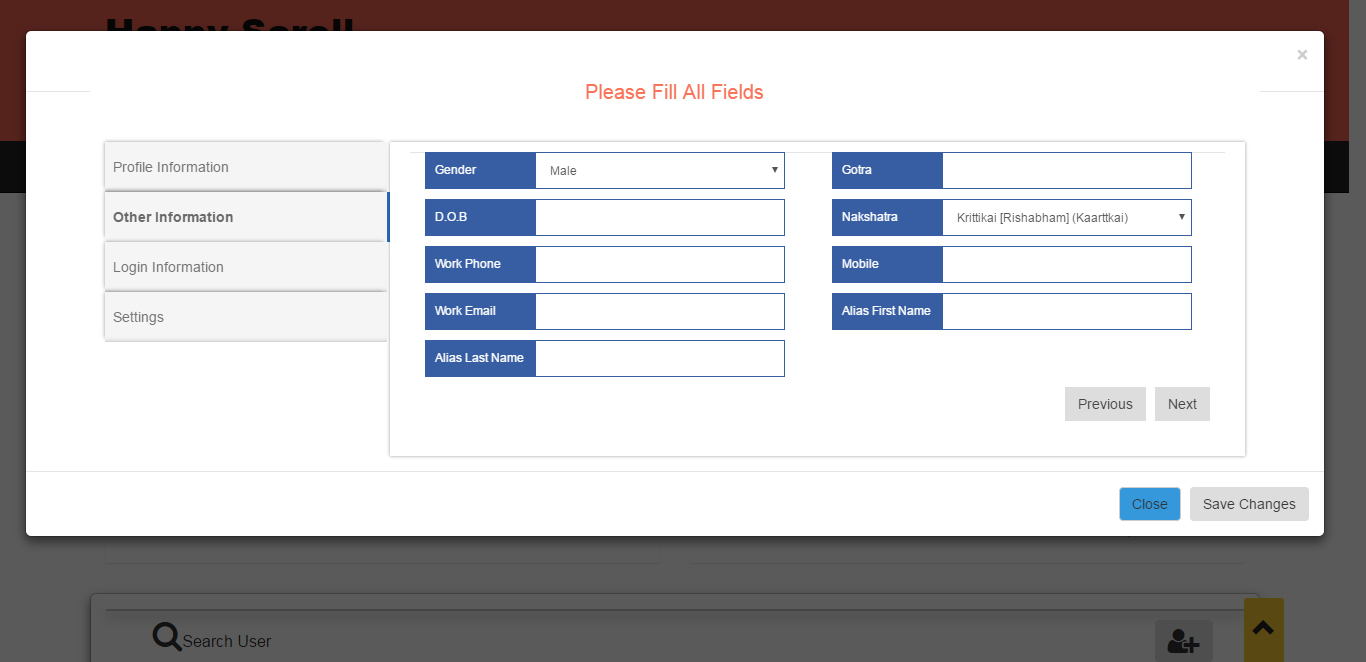 Happy Scroll
×
Please Fill All Fields
Profile Information
Other Information
Login Information
Settings
Gender Male
Gotra
D.O.B
Nakshatra Krittikai [Rishabham] (Kaarttkai)
Work Phone
Mobile
Work Email
Alias First Name
Alias Last Name
Previous Next
Close Save Changes
Search User